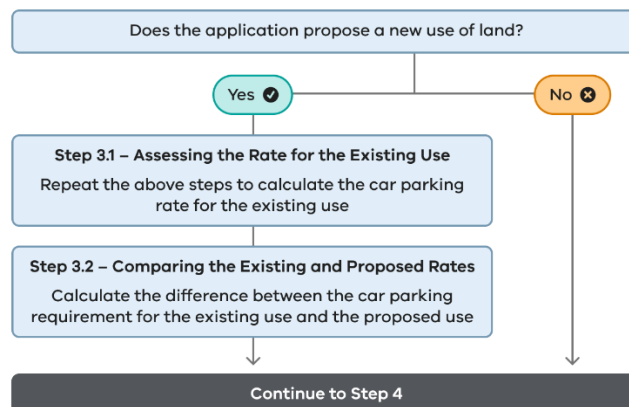 Does the application propose a new use of land?
Yes
No
Step 3.1 – Assessing the Rate for the Existing Use
Repeat the above steps to calculate the car parking
rate for the existing use
Step 3.2 – Comparing the Existing and Proposed Rates
Calculate the difference between the car parking
requirement for the existing use and the proposed use
Continue to Step 4